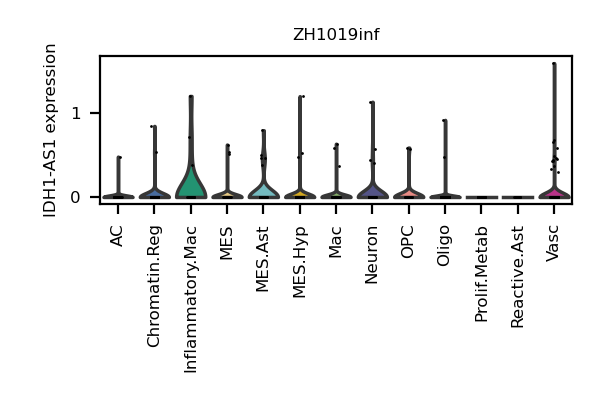 ZH1019inf
IDH1-AS1 expression
1
0
AC
Chromatin.Reg
Inflammatory.Mac
MES
MES.Ast
MES.Hyp
Mac
Neuron
OPC
Oligo
Prolif.Metab
Reactive.Ast
Vasc